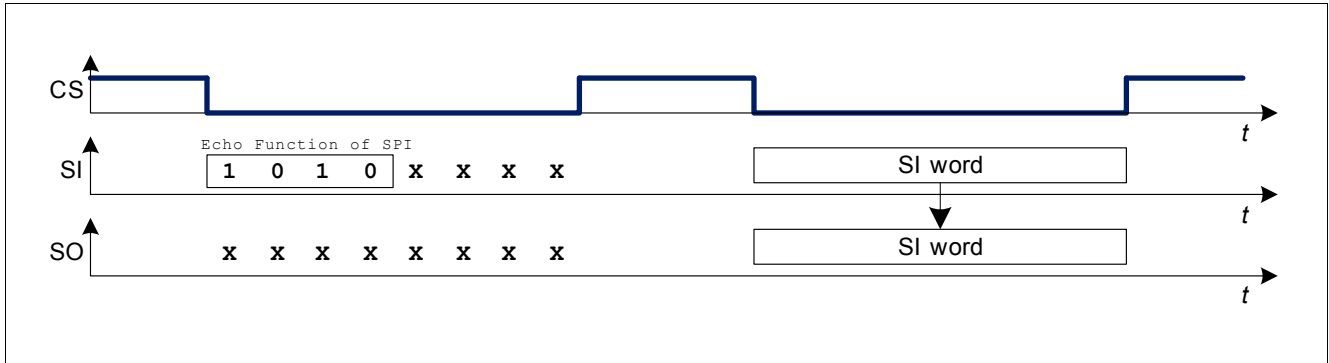 CS
t
Echo Function of SPI
SI
1 0 1 0 x x x x
SI word
t
SO
x x x x x x x x
SI word
t